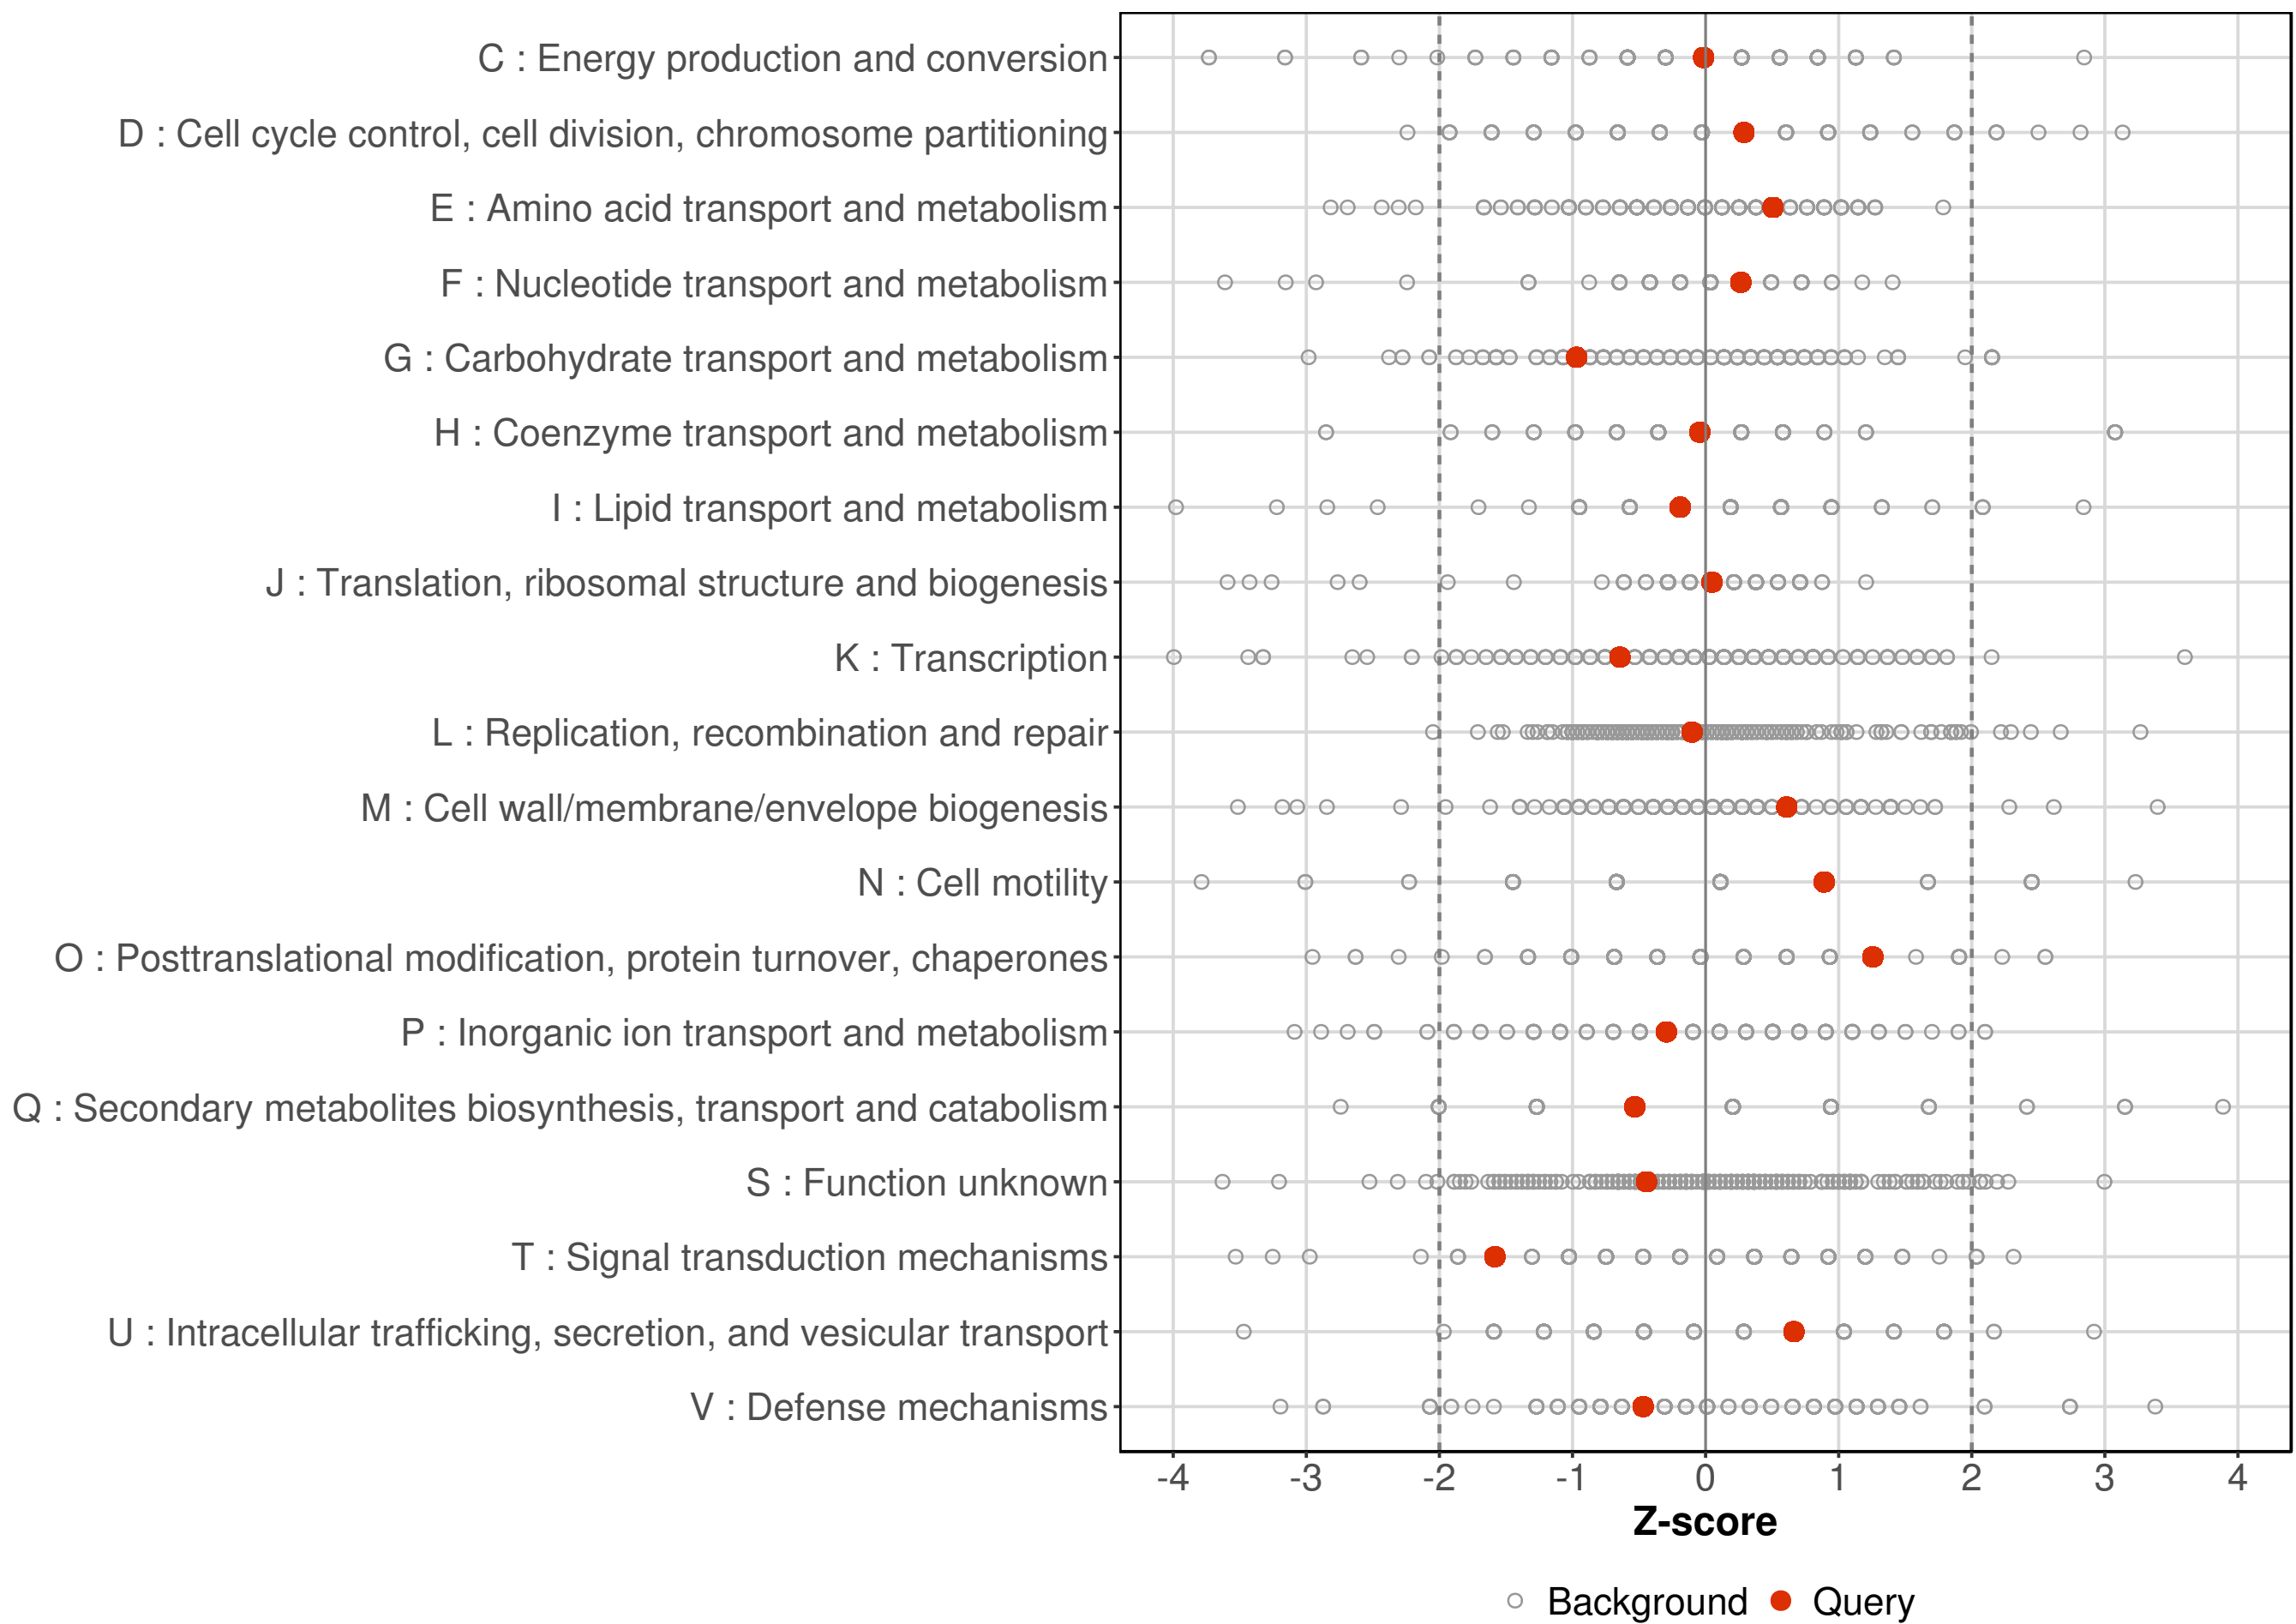 C : Energy production and conversion
D : Cell cycle control, cell division, chromosome partitioning
E : Amino acid transport and metabolism
F : Nucleotide transport and metabolism
G : Carbohydrate transport and metabolism
H : Coenzyme transport and metabolism
I : Lipid transport and metabolism
J : Translation, ribosomal structure and biogenesis
K : Transcription
L : Replication, recombination and repair
M : Cell wall/membrane/envelope biogenesis
N : Cell motility
O : Posttranslational modification, protein turnover, chaperones
P : Inorganic ion transport and metabolism
Q : Secondary metabolites biosynthesis, transport and catabolism
S : Function unknown
T : Signal transduction mechanisms
U : Intracellular trafficking, secretion, and vesicular transport
V : Defense mechanisms
-4 -3 -2 -1 0 1 2 3 4
Z-score
Background Query